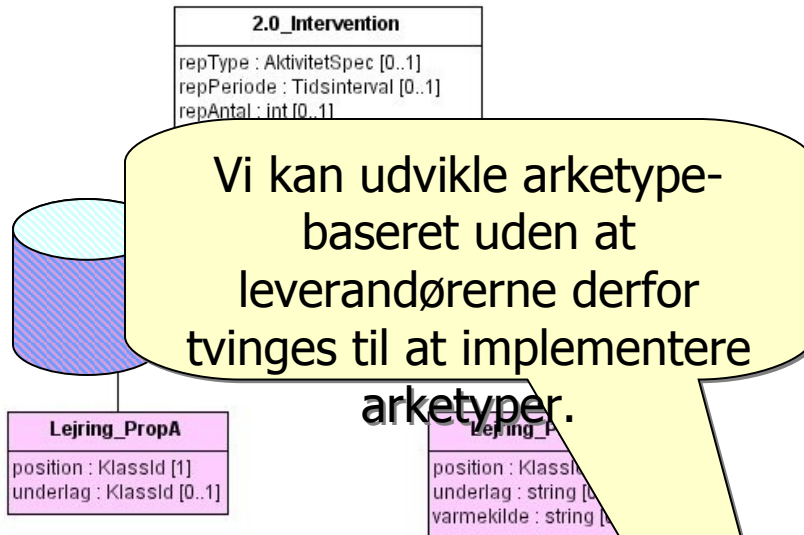 2.0_Intervention
repType : AktivitetSpec [0..1]
repPeriode : Tidsinterval [0..1]
repAntal : int [0..1]
Vi kan udvikle arketype-
baseret uden at
leverandørerne derfor
tvinges til at implementere
arketyper.
Lejring_PropA
position : KlassId [1]
underlag : KlassId [0..1]
position :
underlag : string
varmekilde : string